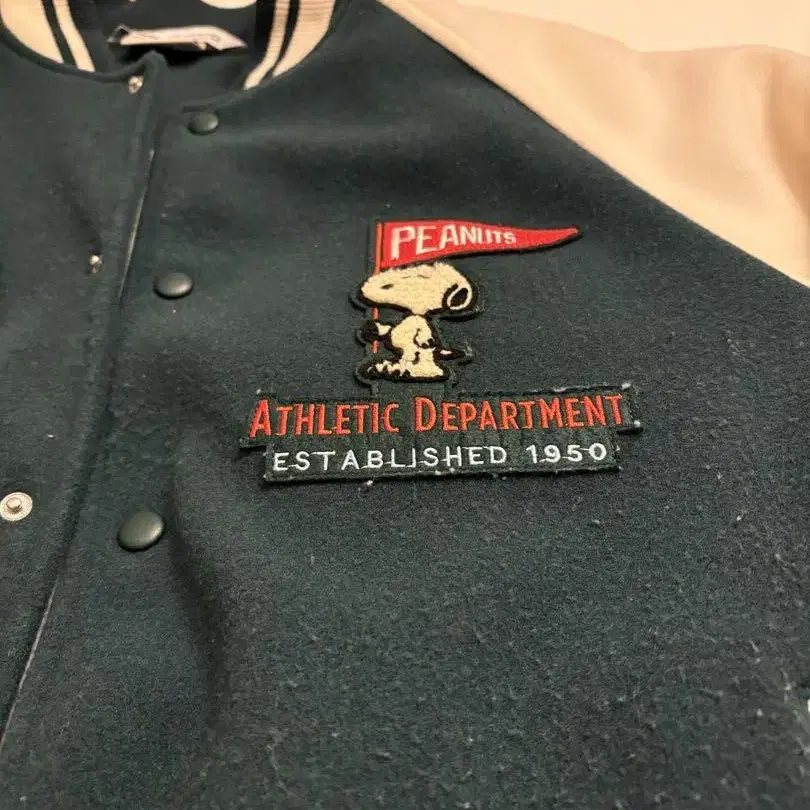 PEANUTS
ATHLETIC DEPARTMENT
ESTABLISHED 1950